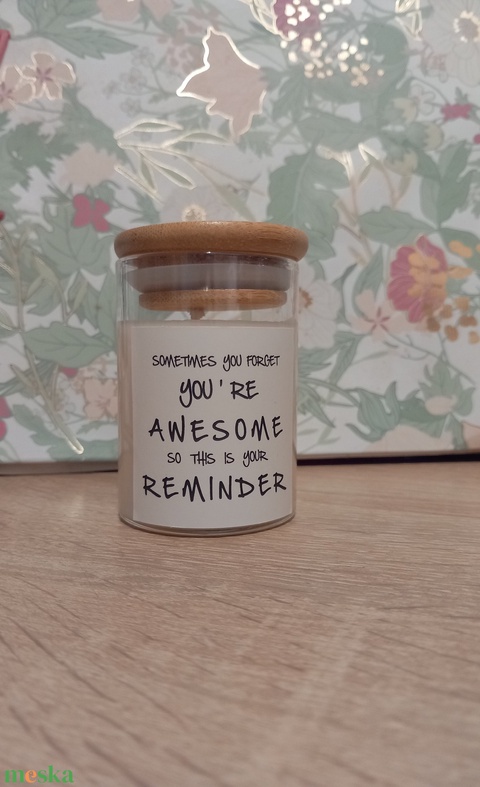 SOMETIMES YOU FORGET
YOU'RE
AWESOME
SO THIS IS YOUR
REMINDER
meska